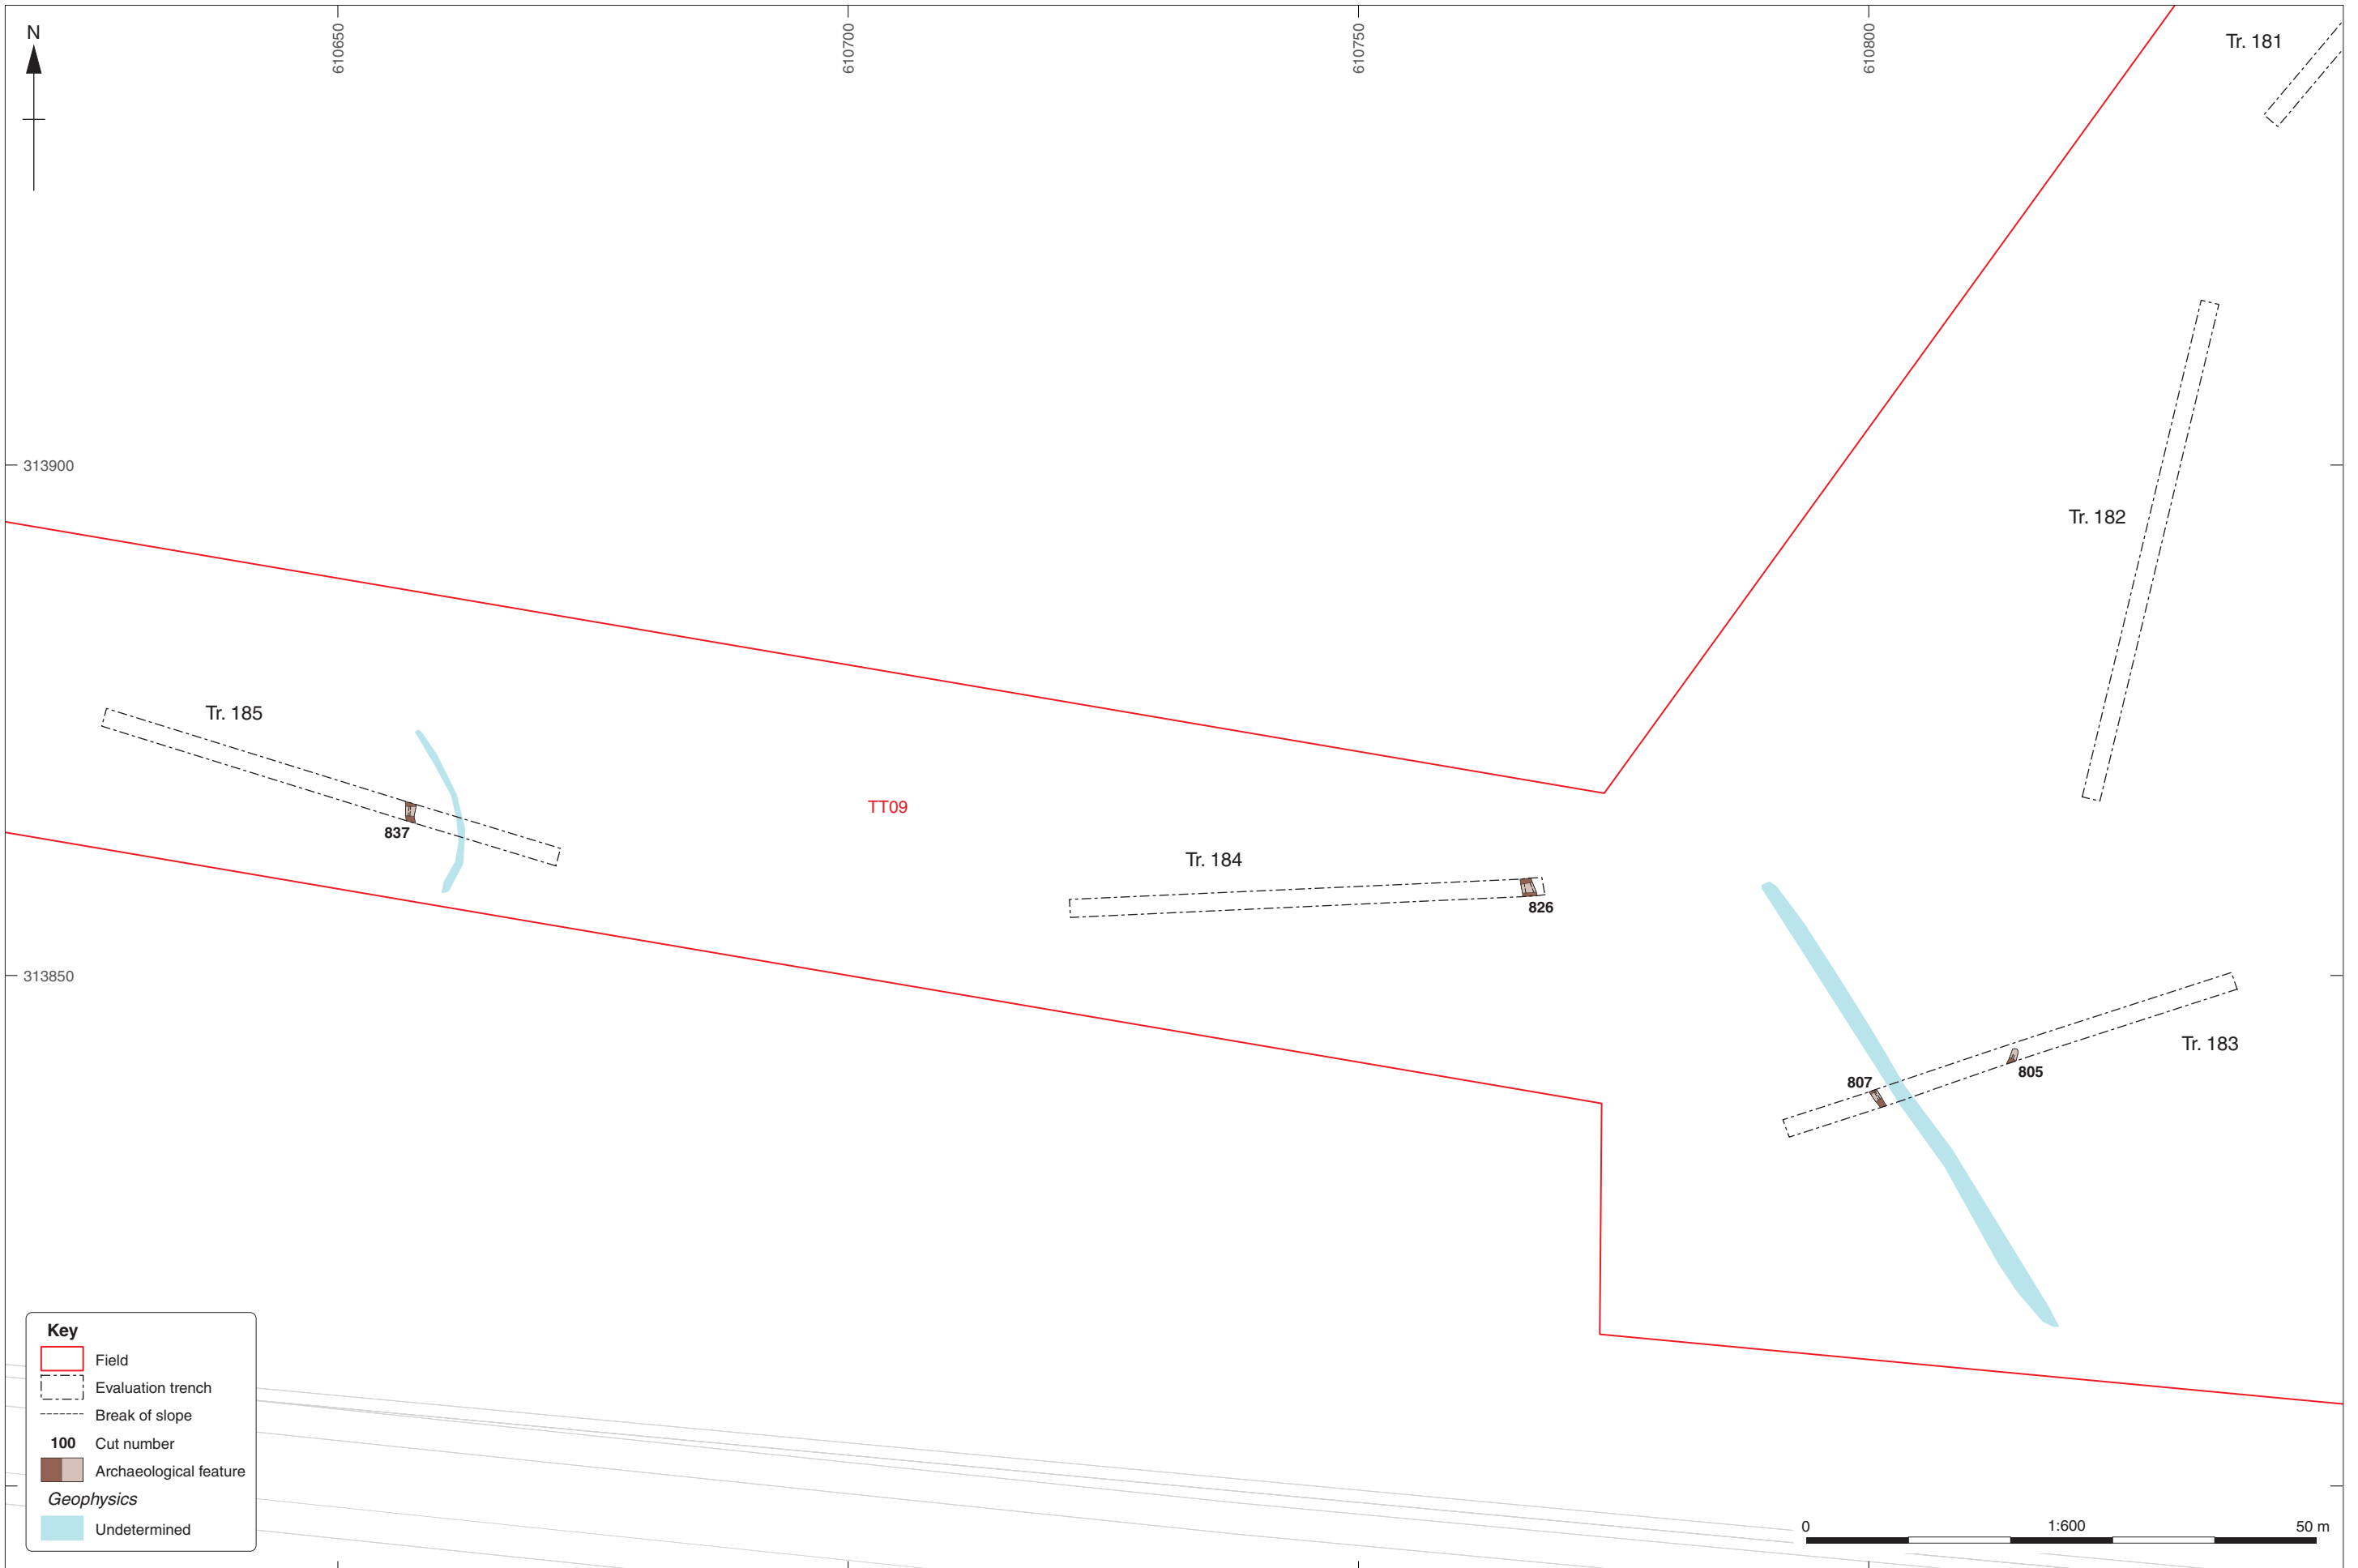 N
610650
610700
610750
610800
Tr. 181
313900
Tr. 182
Tr. 185
837
TT09
Tr. 184
826
313850
Tr. 183
807
805
Key
Field
Evaluation trench
Break of slope
100 Cut number
Archaeological feature
Geophysics
Undetermined
0 1:600 50 m